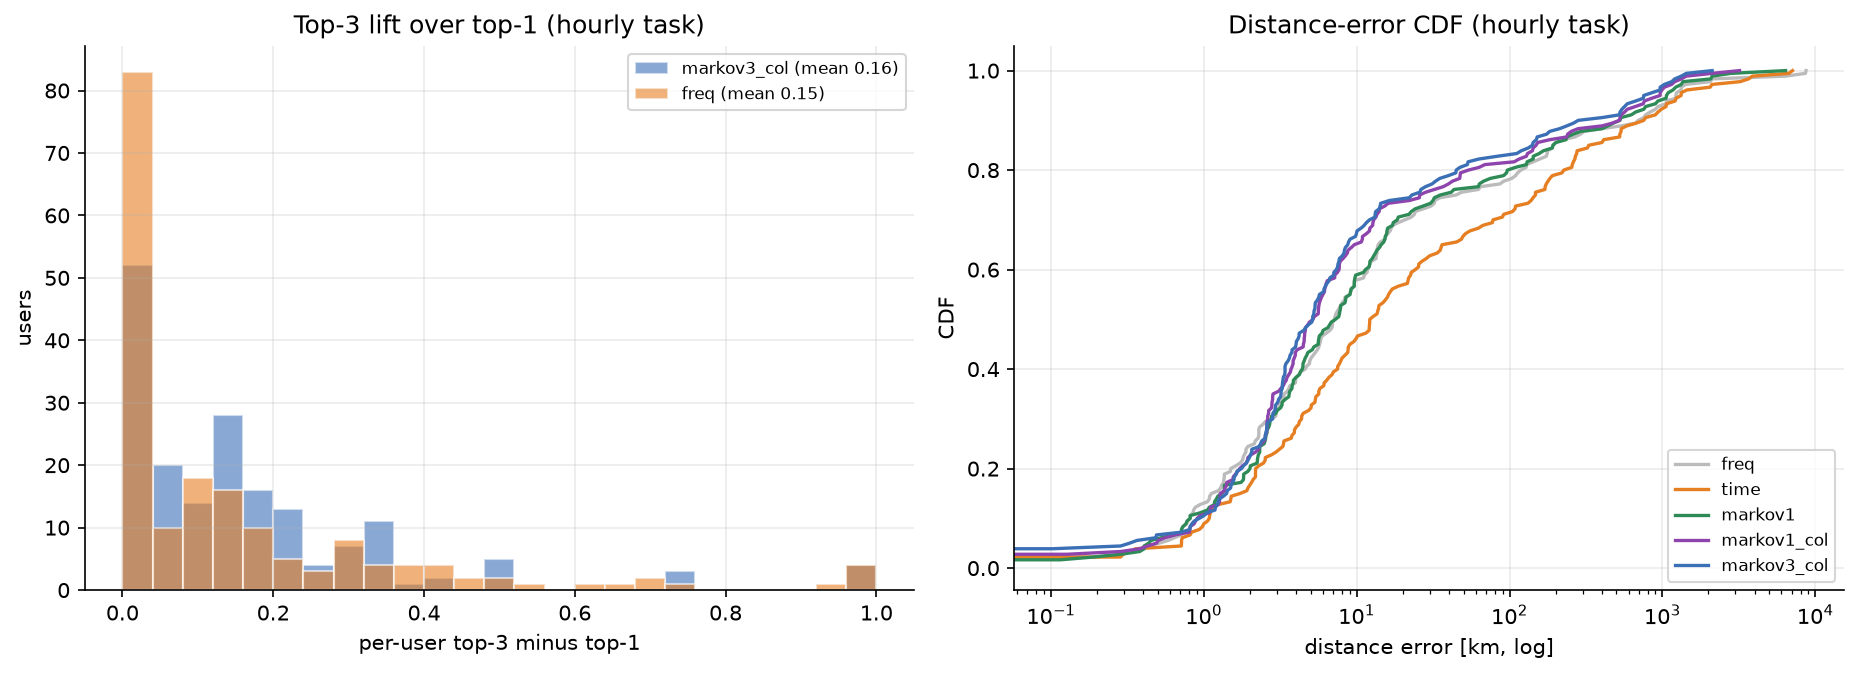 Top-3 lift over top-1 (hourly task)
markov3_col (mean 0.16)
freq (mean 0.15)
users
80
70
60
50
40
30
20
10
0
0.0 0.2 0.4 0.6 0.8 1.0
per-user top-3 minus top-1
Distance-error CDF (hourly task)
CDF
1.0
0.8
0.6
0.4
0.2
0.0
freq
time
markov1
markov1_col
markov3_col
10⁻¹ 10⁰ 10¹ 10² 10³ 10⁴
distance error [km, log]